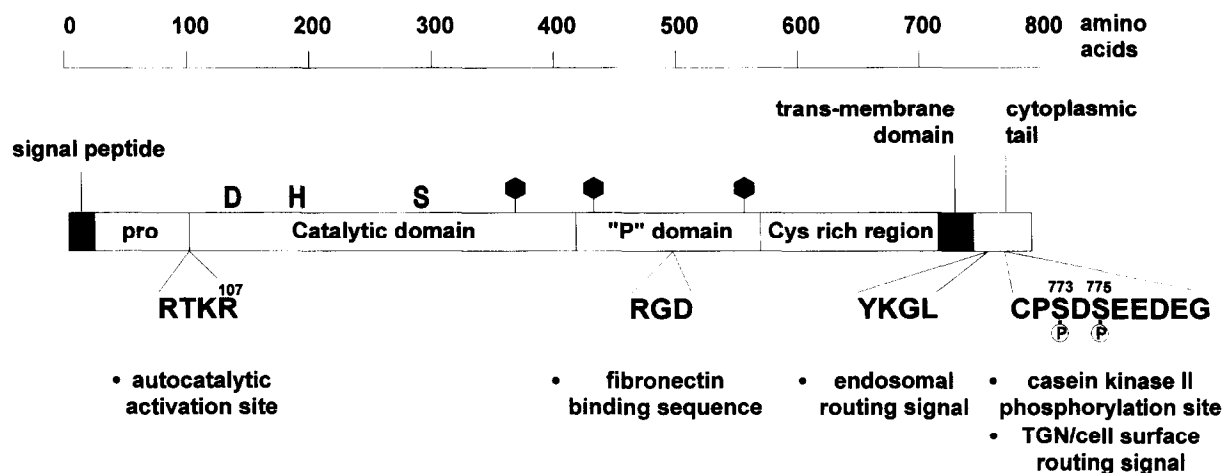 0 100 200 300 400 500 600 700 800 amino
acids
trans-membrane
domain
cytoplasmic
tail
signal peptide
D H S
pro Catalytic domain "P" domain Cys rich region
RTKR107
RGD
YKGL
773 775
CPSDSEEDEG
P P
• autocatalytic
activation site
• fibronectin
binding sequence
• endosomal
routing signal
• casein kinase II
phosphorylation site
• TGN/cell surface
routing signal